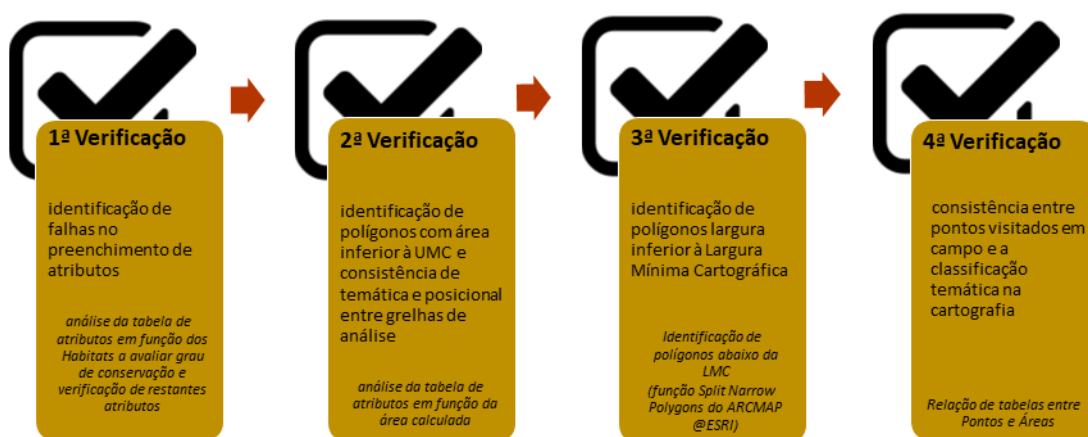 1ª Verificação
identificação de
falhas no
preenchimento de
atributos
análise da tabela de
atributos em função dos
Habitats a avaliar grau
de conservação e
verificação de restantes
atributos
2ª Verificação
identificação de
polígonos com área
inferior à UMC e
consistência de
temática e posicional
entre grelhas de
análise
análise da tabela de
atributos em função da
área calculada
3ª Verificação
identificação de
polígonos largura
inferior à Largura
Mínima Cartográfica
Identificação de
polígonos abaixo da
LMC
(função Split Narrow
Polygons do ARCMAP
@ESRI)
4ª Verificação
consistência entre
pontos visitados em
campo e a
classificação
temática na
cartografia
Relação de tabelas entre
Pontos e Áreas